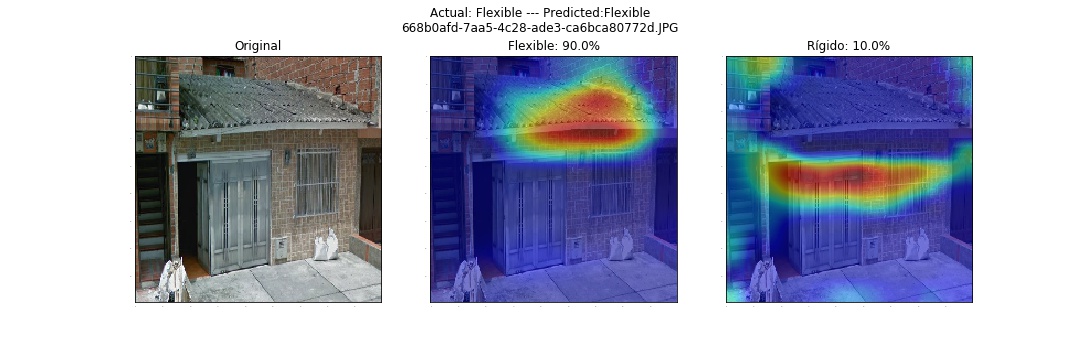 Actual: Flexible --- Predicted:Flexible
668b0afd-7aa5-4c28-ade3-ca6bca80772d.JPG
Original
Flexible: 90.0%
Rígido: 10.0%